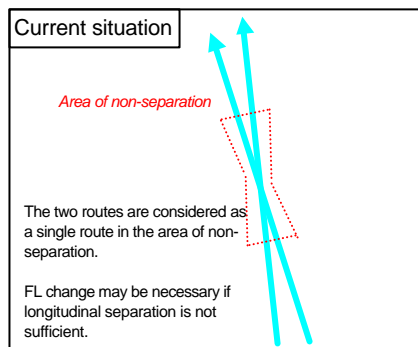 Current situation
Area of non-separation
The two routes are considered as
a single route in the area of non-
separation.
FL change may be necessary if
longitudinal separation is not
sufficient.